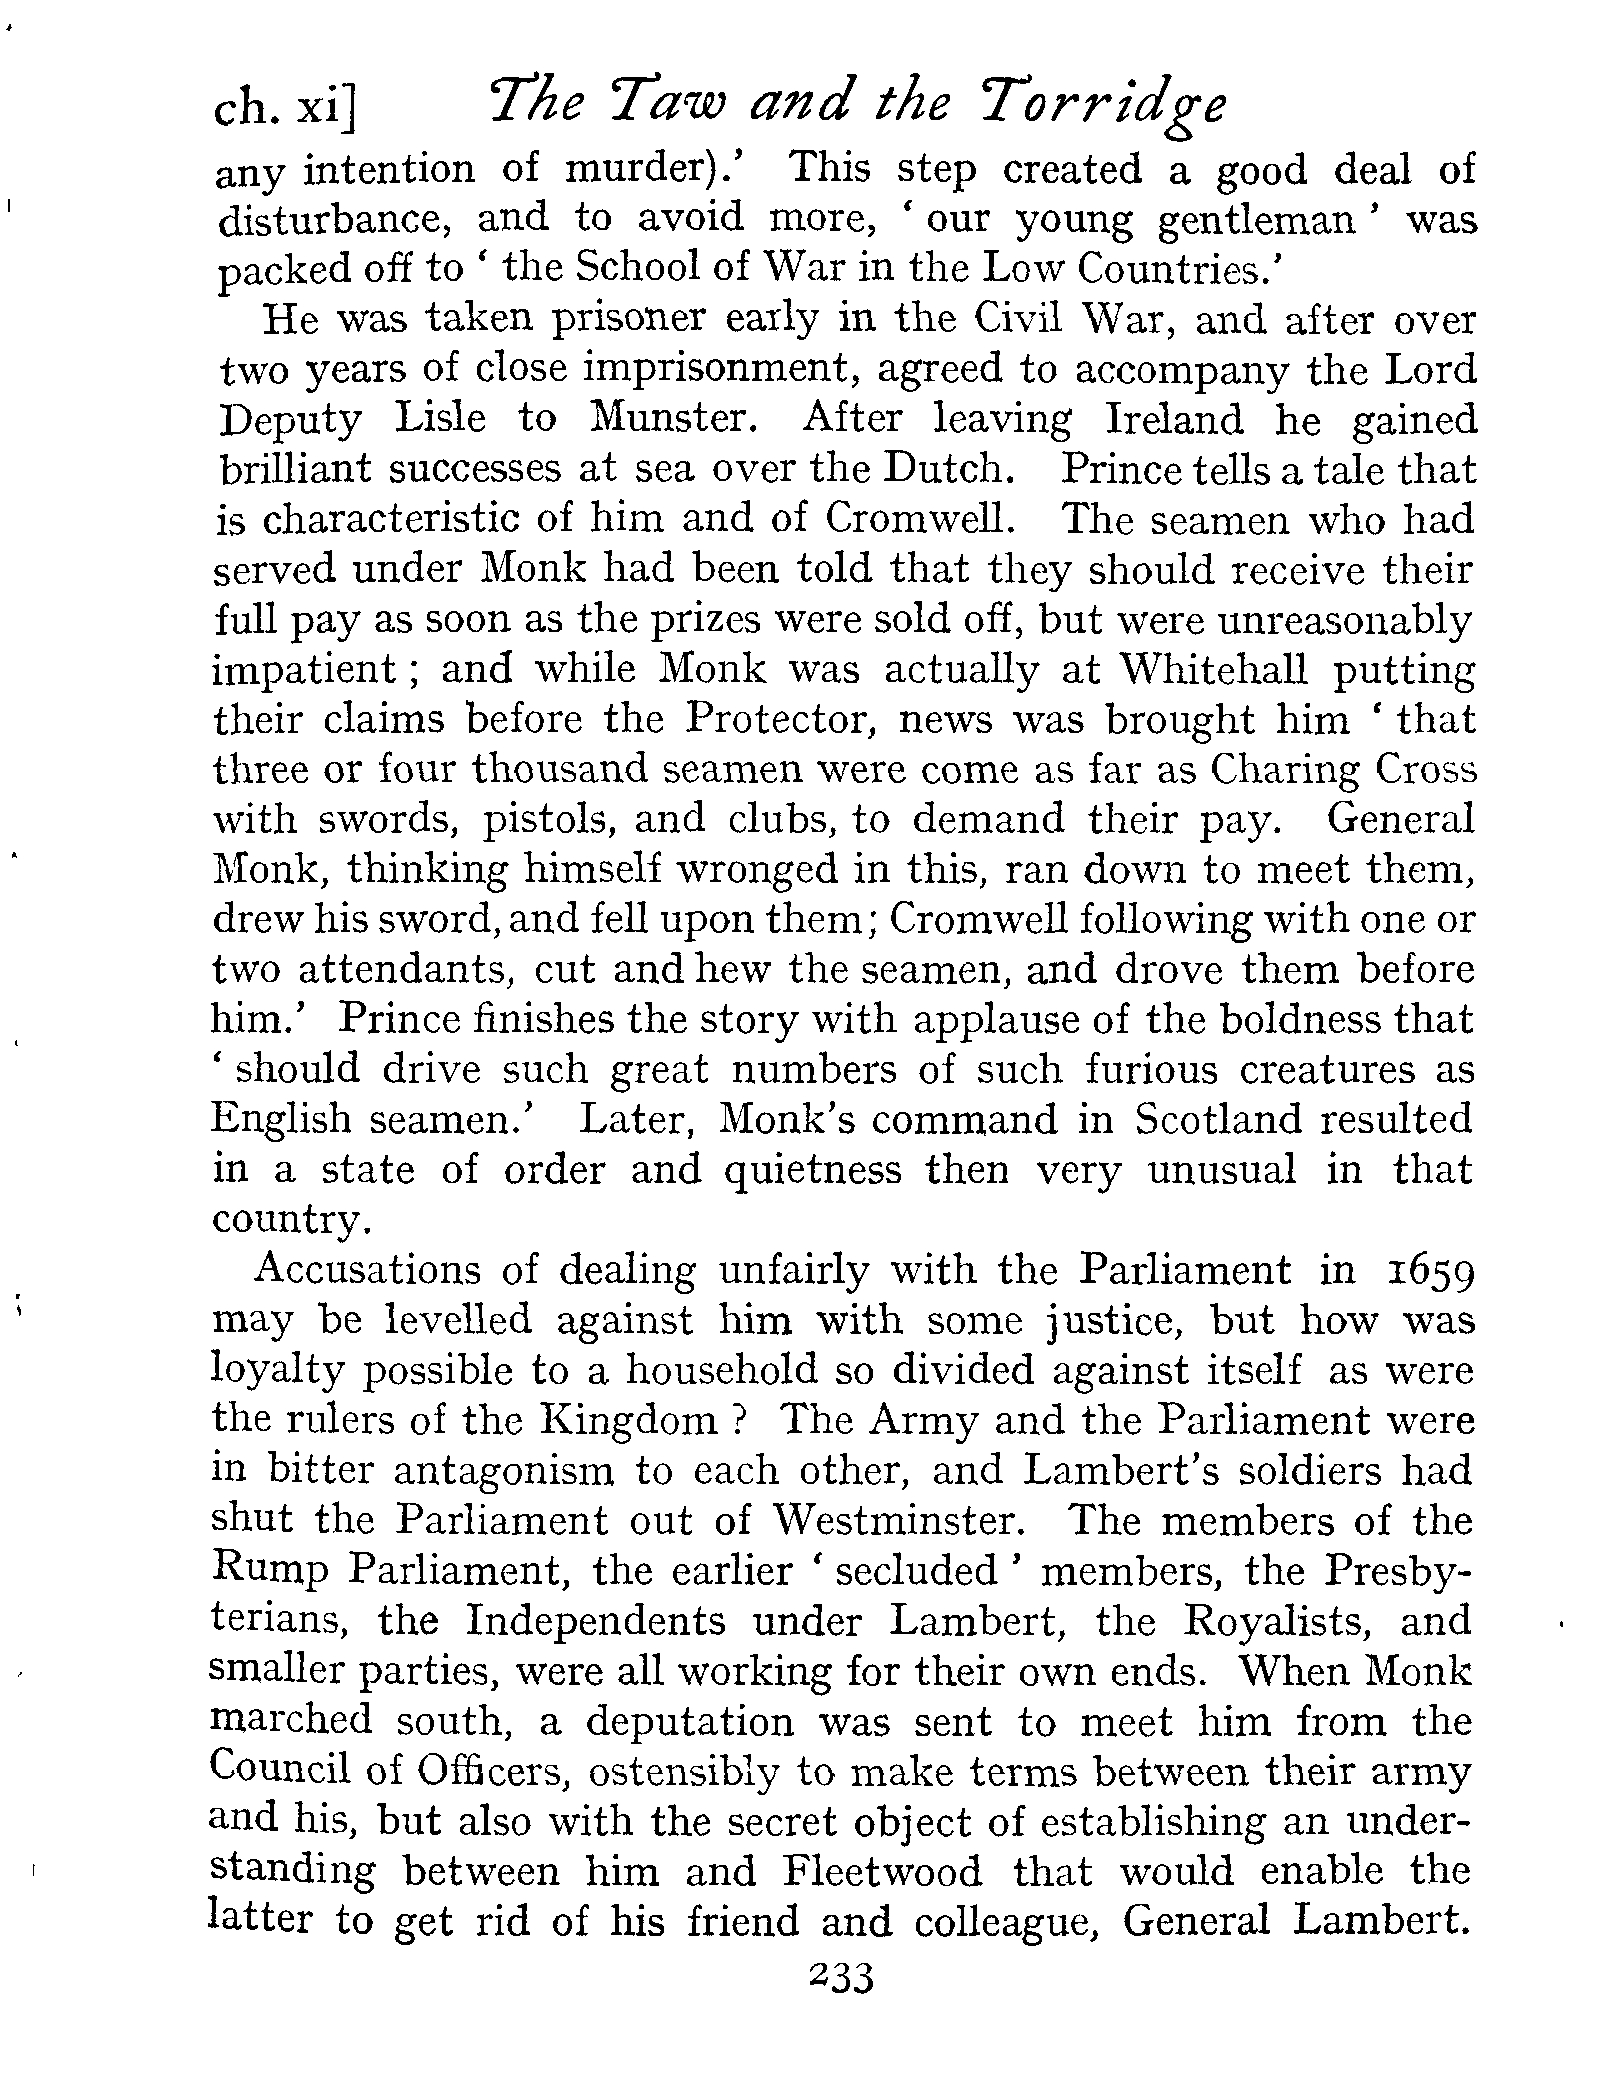 ch. xi] The Taw and the Torridge
any intention of murder).’ This step created a good deal of
disturbance, and to avoid more, ‘ our young gentleman ’ was
packed off to ‘ the School of War in the Low Countries.’
He was taken prisoner early in the Civil War, and after over
two years of close imprisonment, agreed to accompany the Lord
Deputy Lisle to Munster. After leaving Ireland he gained
brilliant successes at sea over the Dutch. Prince tells a tale that
is characteristic of him and of Cromwell. The seamen who had
served under Monk had been told that they should receive their
full pay as soon as the prizes were sold off, but were unreasonably
impatient ; and while Monk was actually at Whitehall putting
their claims before the Protector, news was brought him ‘ that
three or four thousand seamen were come as far as Charing Cross
with swords, pistols, and clubs, to demand their pay. General
Monk, thinking himself wronged in this, ran down to meet them,
drew his sword, and fell upon them; Cromwell following with one or
two attendants, cut and hew the seamen, and drove them before
him.’ Prince finishes the story with applause of the boldness that
‘ should drive such great numbers of such furious creatures as
English seamen.’ Later, Monk’s command in Scotland resulted
in a state of order and quietness then very unusual in that
country.
Accusations of dealing unfairly with the Parliament in 1659
may be levelled against him with some justice, but how was
loyalty possible to a household so divided against itself as were
the rulers of the Kingdom ? The Army and the Parliament were
in bitter antagonism to each other, and Lambert’s soldiers had
shut the Parliament out of Westminster. The members of the
Rump Parliament, the earlier ‘ secluded ’ members, the Presby-
terians, the Independents under Lambert, the Royalists, and
smaller parties, were all working for their own ends. When Monk
marched south, a deputation was sent to meet him from the
Council of Officers, ostensibly to make terms between their army
and his, but also with the secret object of establishing an under-
standing between him and Fleetwood that would enable the
latter to get rid of his friend and colleague, General Lambert.
233